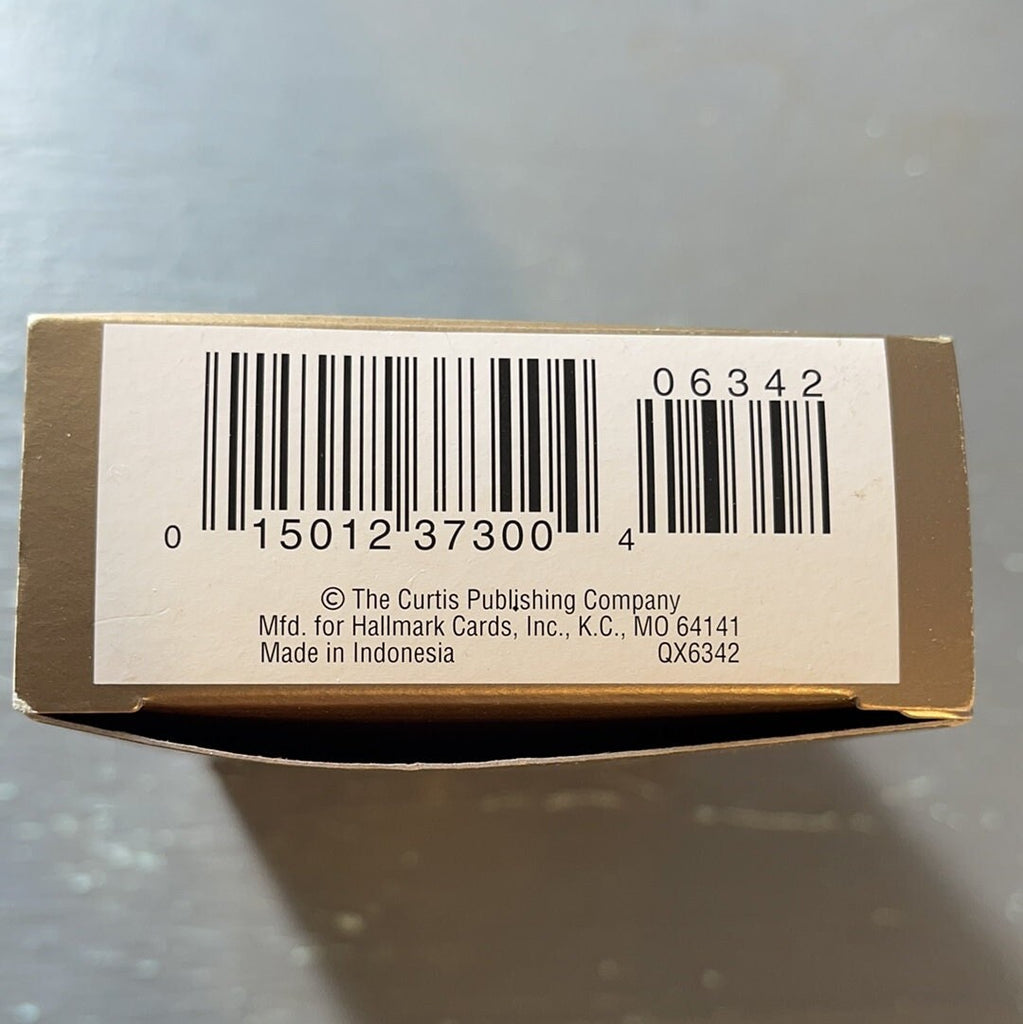 06342
0 15012 37300 4
© The Curtis Publishing Company
Mfd. for Hallmark Cards, Inc., K.C., MO 64141
Made in Indonesia QX6342